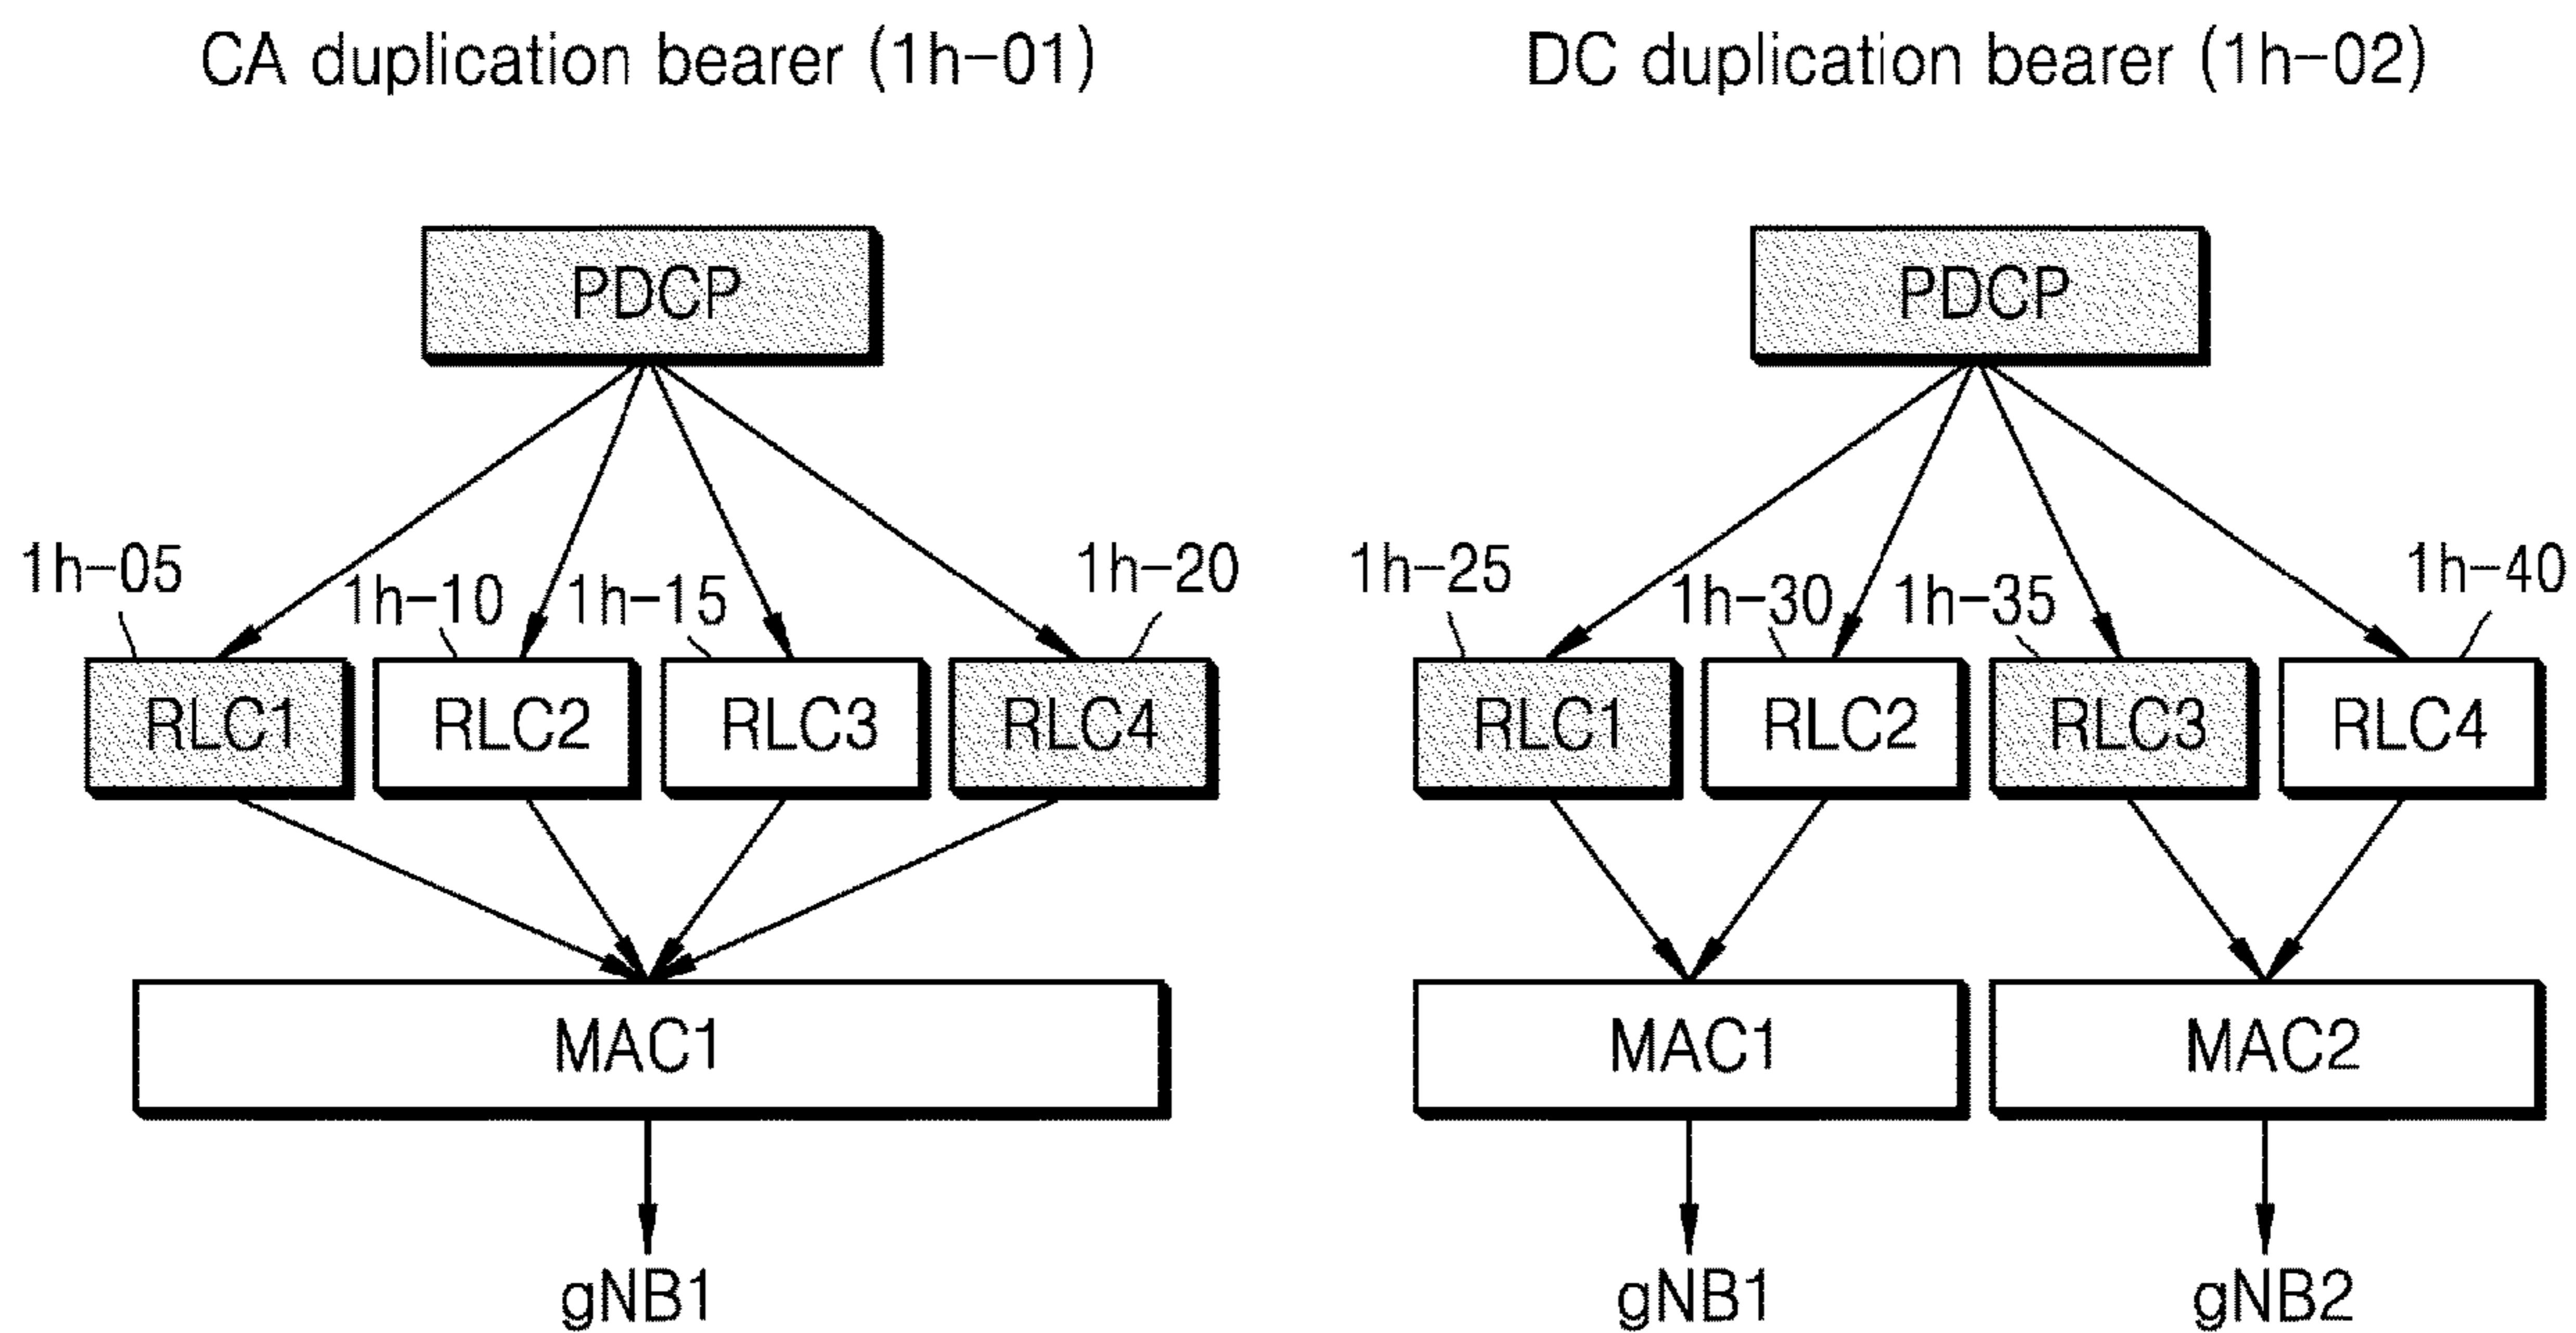 CA duplication bearer (1h-01)
DC duplication bearer (1h-02)
PDCP
PDCP
1h-05
1h-10
1h-15
1h-20
1h-25
1h-30
1h-35
1h-40
RLC1
RLC2
RLC3
RLC4
RLC1
RLC2
RLC3
RLC4
MAC1
MAC1
MAC2
gNB1
gNB1
gNB2